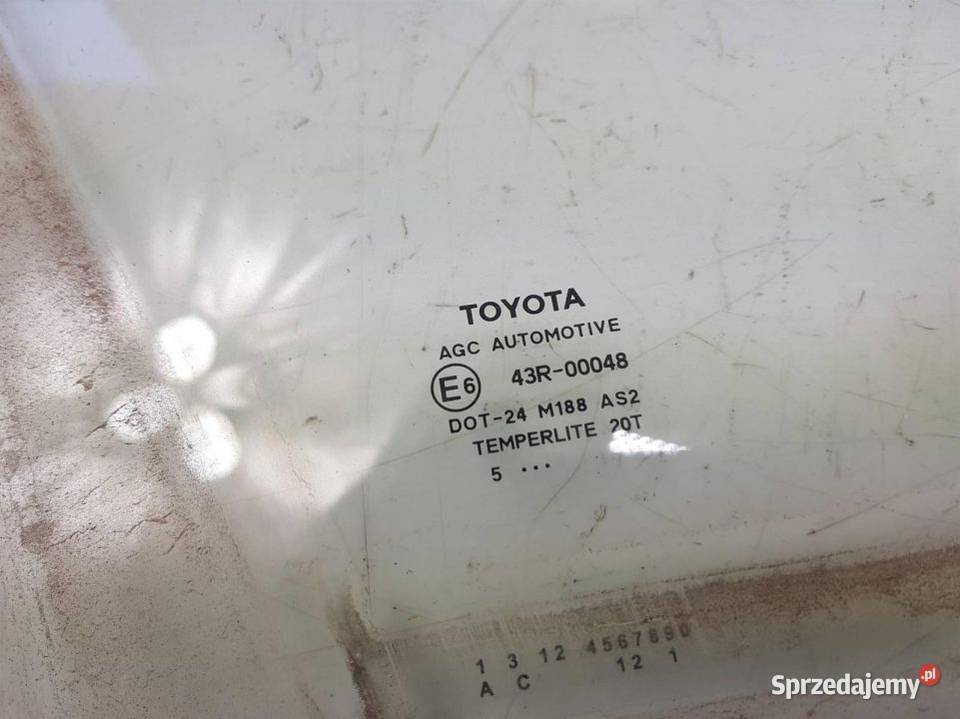 TOYOTA
AGC AUTOMOTIVE
E6 43R-00048
DOT-24 M188 AS2
TEMPERLITE 20T
5 ...
1 3 12 4567890
A C 12 1
Sprzedajemy.pl